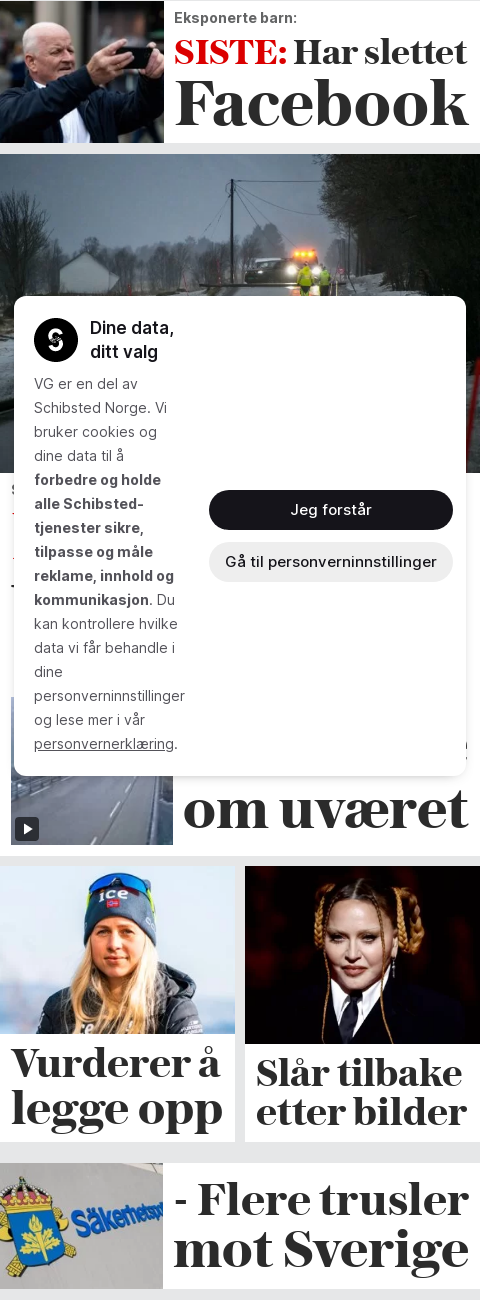 Eksponerte barn:
SISTE: Har slettet
Facebook
Dine data,
ditt valg
VG er en del av
Schibsted Norge. Vi
bruker cookies og
dine data til å
forbedre og holde
alle Schibsted-
tjenester sikre,
tilpasse og måle
reklame, innhold og
kommunikasjon. Du
kan kontrollere hvilke
data vi får behandle i
dine
personverninnstillinger
og lese mer i vår
personvernerklæring.
Jeg forstår
Gå til personverninnstillinger
om uværet
ice
Vurderer å
legge opp
Slår tilbake
etter bilder
Säkerhetspo
- Flere trusler
mot Sverige